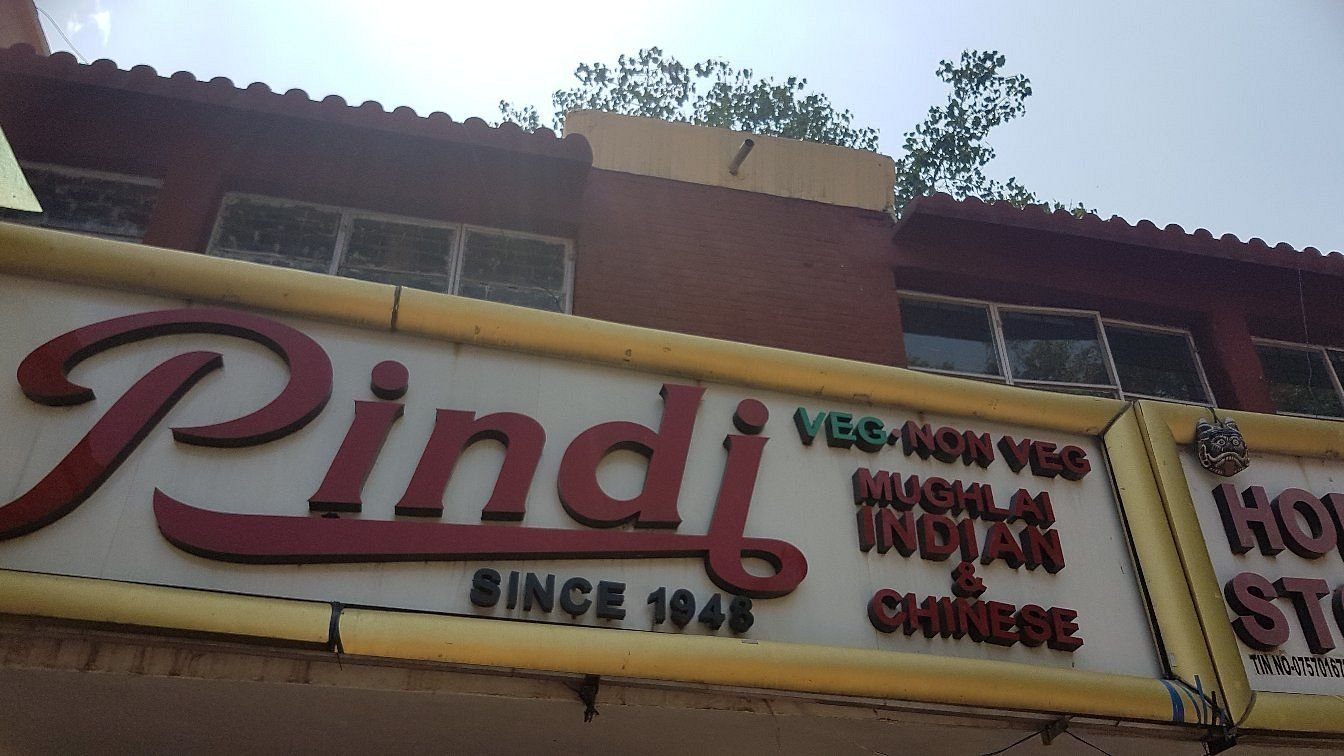 Pindi
SINCE 1948
VEG. NON VEG
MUGHLAI
INDIAN
&
CHINESE